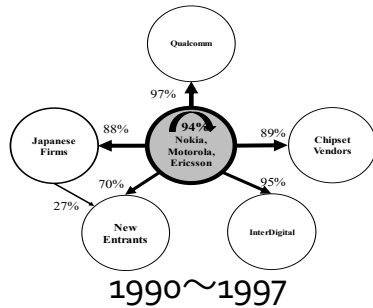 Qualcomm
97%
94%
Nokia,
Motorola,
Ericsson
88%
Japanese
Firms
89%
Chipset
Vendors
70%
95%
27%
New
Entrants
InterDigital
1990～1997